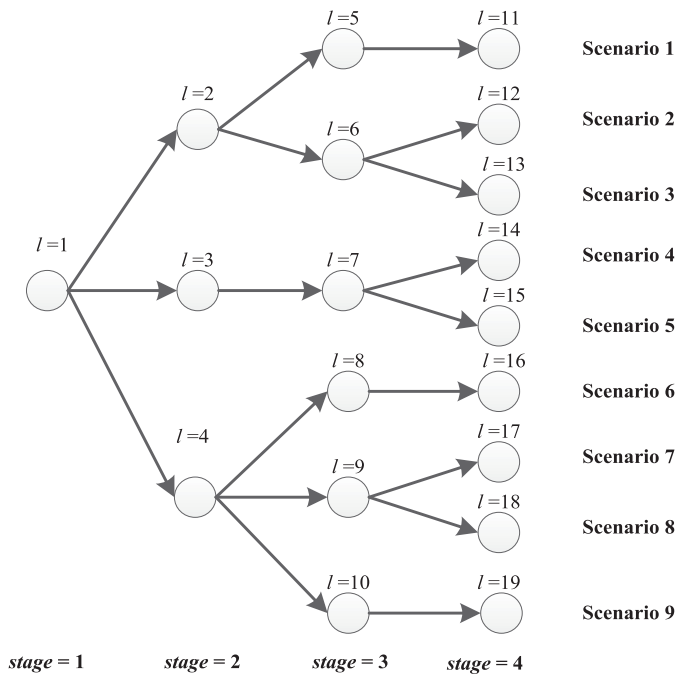 l=5
l=11
Scenario 1
l=2
l=12
Scenario 2
l=6
l=13
Scenario 3
l=1
l=14
Scenario 4
l=3
l=7
l=15
Scenario 5
l=8
l=16
Scenario 6
l=4
l=17
Scenario 7
l=9
l=18
Scenario 8
l=10
l=19
Scenario 9
stage = 1
stage = 2
stage = 3
stage = 4